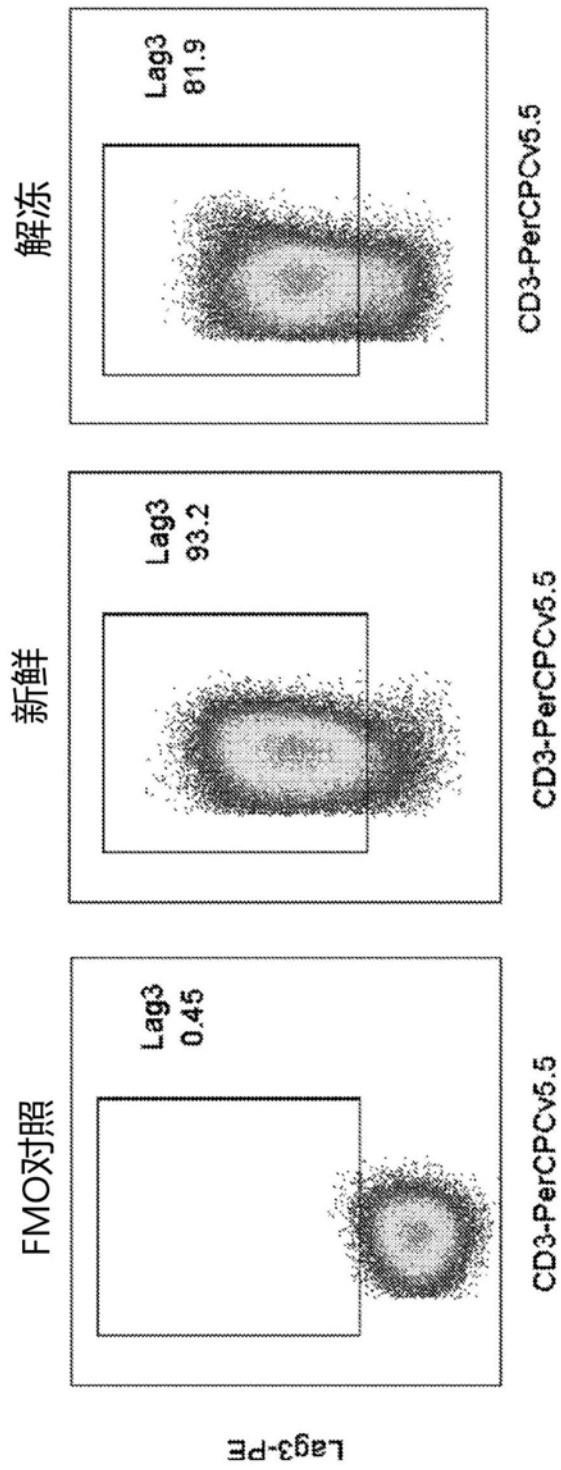 FMO对照
Lag3
0.45
CD3-PerCPCv5.5
新鲜
Lag3
93.2
CD3-PerCPCv5.5
解冻
Lag3
81.9
CD3-PerCPCv5.5
Lag3-PE